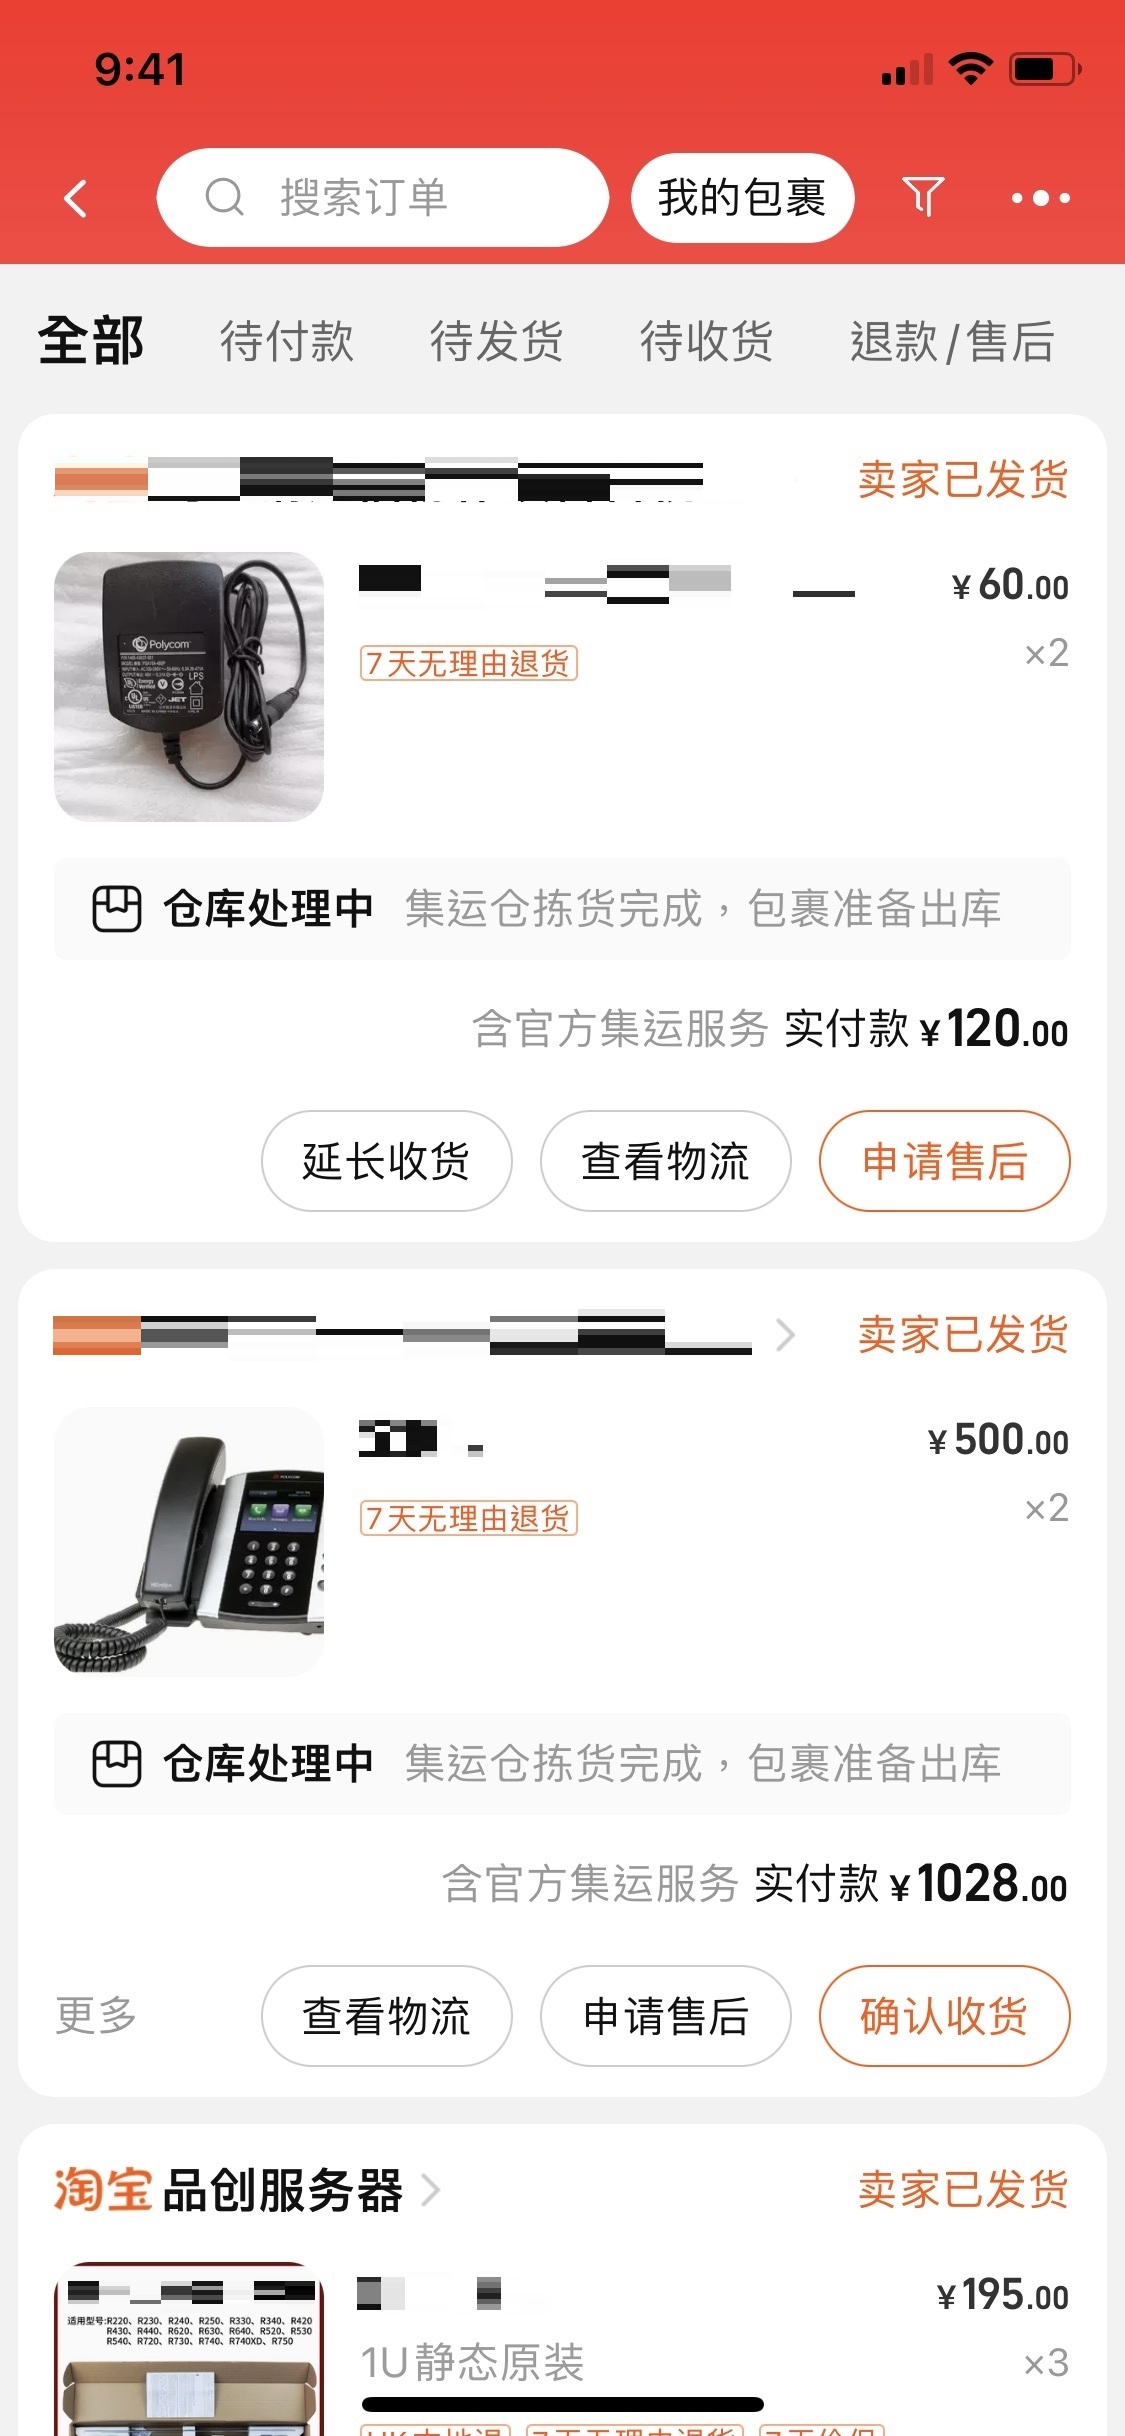 9:41
搜索订单
我的包裹
全部 待付款 待发货 待收货 退款/售后
卖家已发货
Polycom
LPS
¥60.00
7天无理由退货
×2
仓库处理中 集运仓拣货完成，包裹准备出库
含官方集运服务 实付款 ¥120.00
延长收货 查看物流 申请售后
卖家已发货
¥500.00
7天无理由退货
×2
仓库处理中 集运仓拣货完成，包裹准备出库
含官方集运服务 实付款 ¥1028.00
更多 查看物流 申请售后 确认收货
淘宝 品创服务器
卖家已发货
适用型号:R220、R230、R240、R250、R330、R340、R420
R430、R440、R620、R630、R640、R520、R530
R540、R720、R730、R740、R740XD、R750
¥195.00
1U静态原装
×3